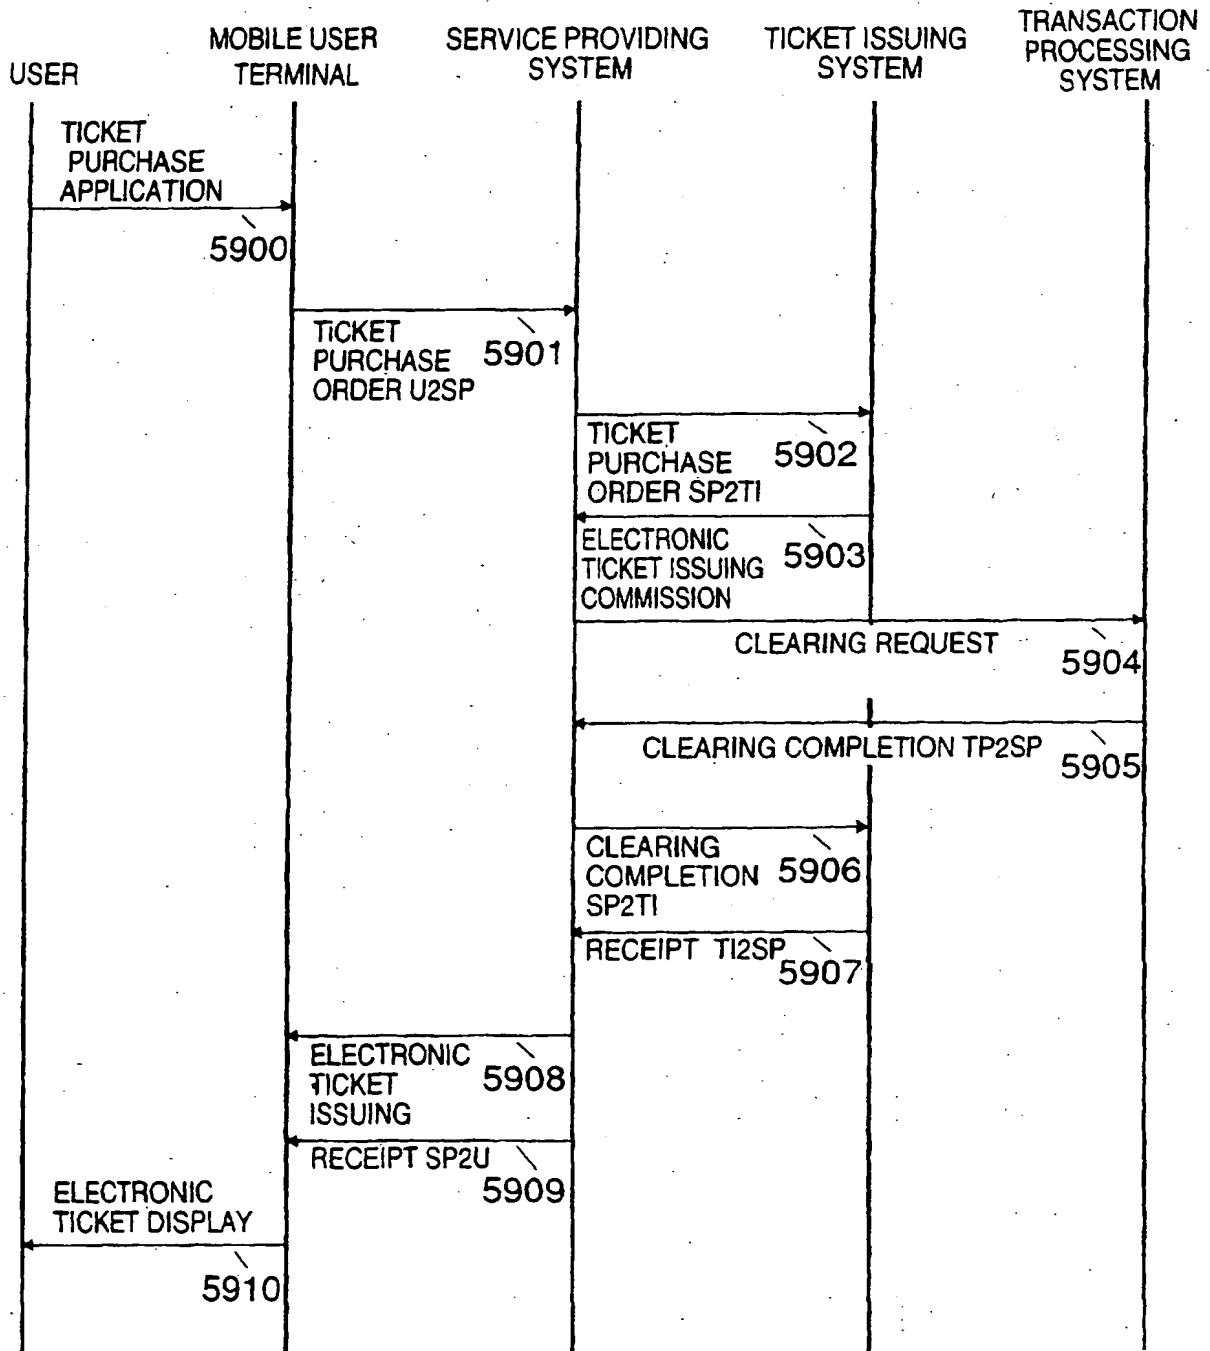 USER
MOBILE USER
TERMINAL
SERVICE PROVIDING
SYSTEM
TICKET ISSUING
SYSTEM
TRANSACTION
PROCESSING
SYSTEM
TICKET
PURCHASE
APPLICATION
5900
TICKET
PURCHASE
ORDER U2SP
5901
TICKET
PURCHASE
ORDER SP2TI
5902
ELECTRONIC
TICKET ISSUING
COMMISSION
5903
CLEARING REQUEST
5904
CLEARING COMPLETION TP2SP
5905
CLEARING
COMPLETION
SP2TI
5906
RECEIPT TI2SP
5907
ELECTRONIC
TICKET
ISSUING
5908
RECEIPT SP2U
5909
ELECTRONIC
TICKET DISPLAY
5910